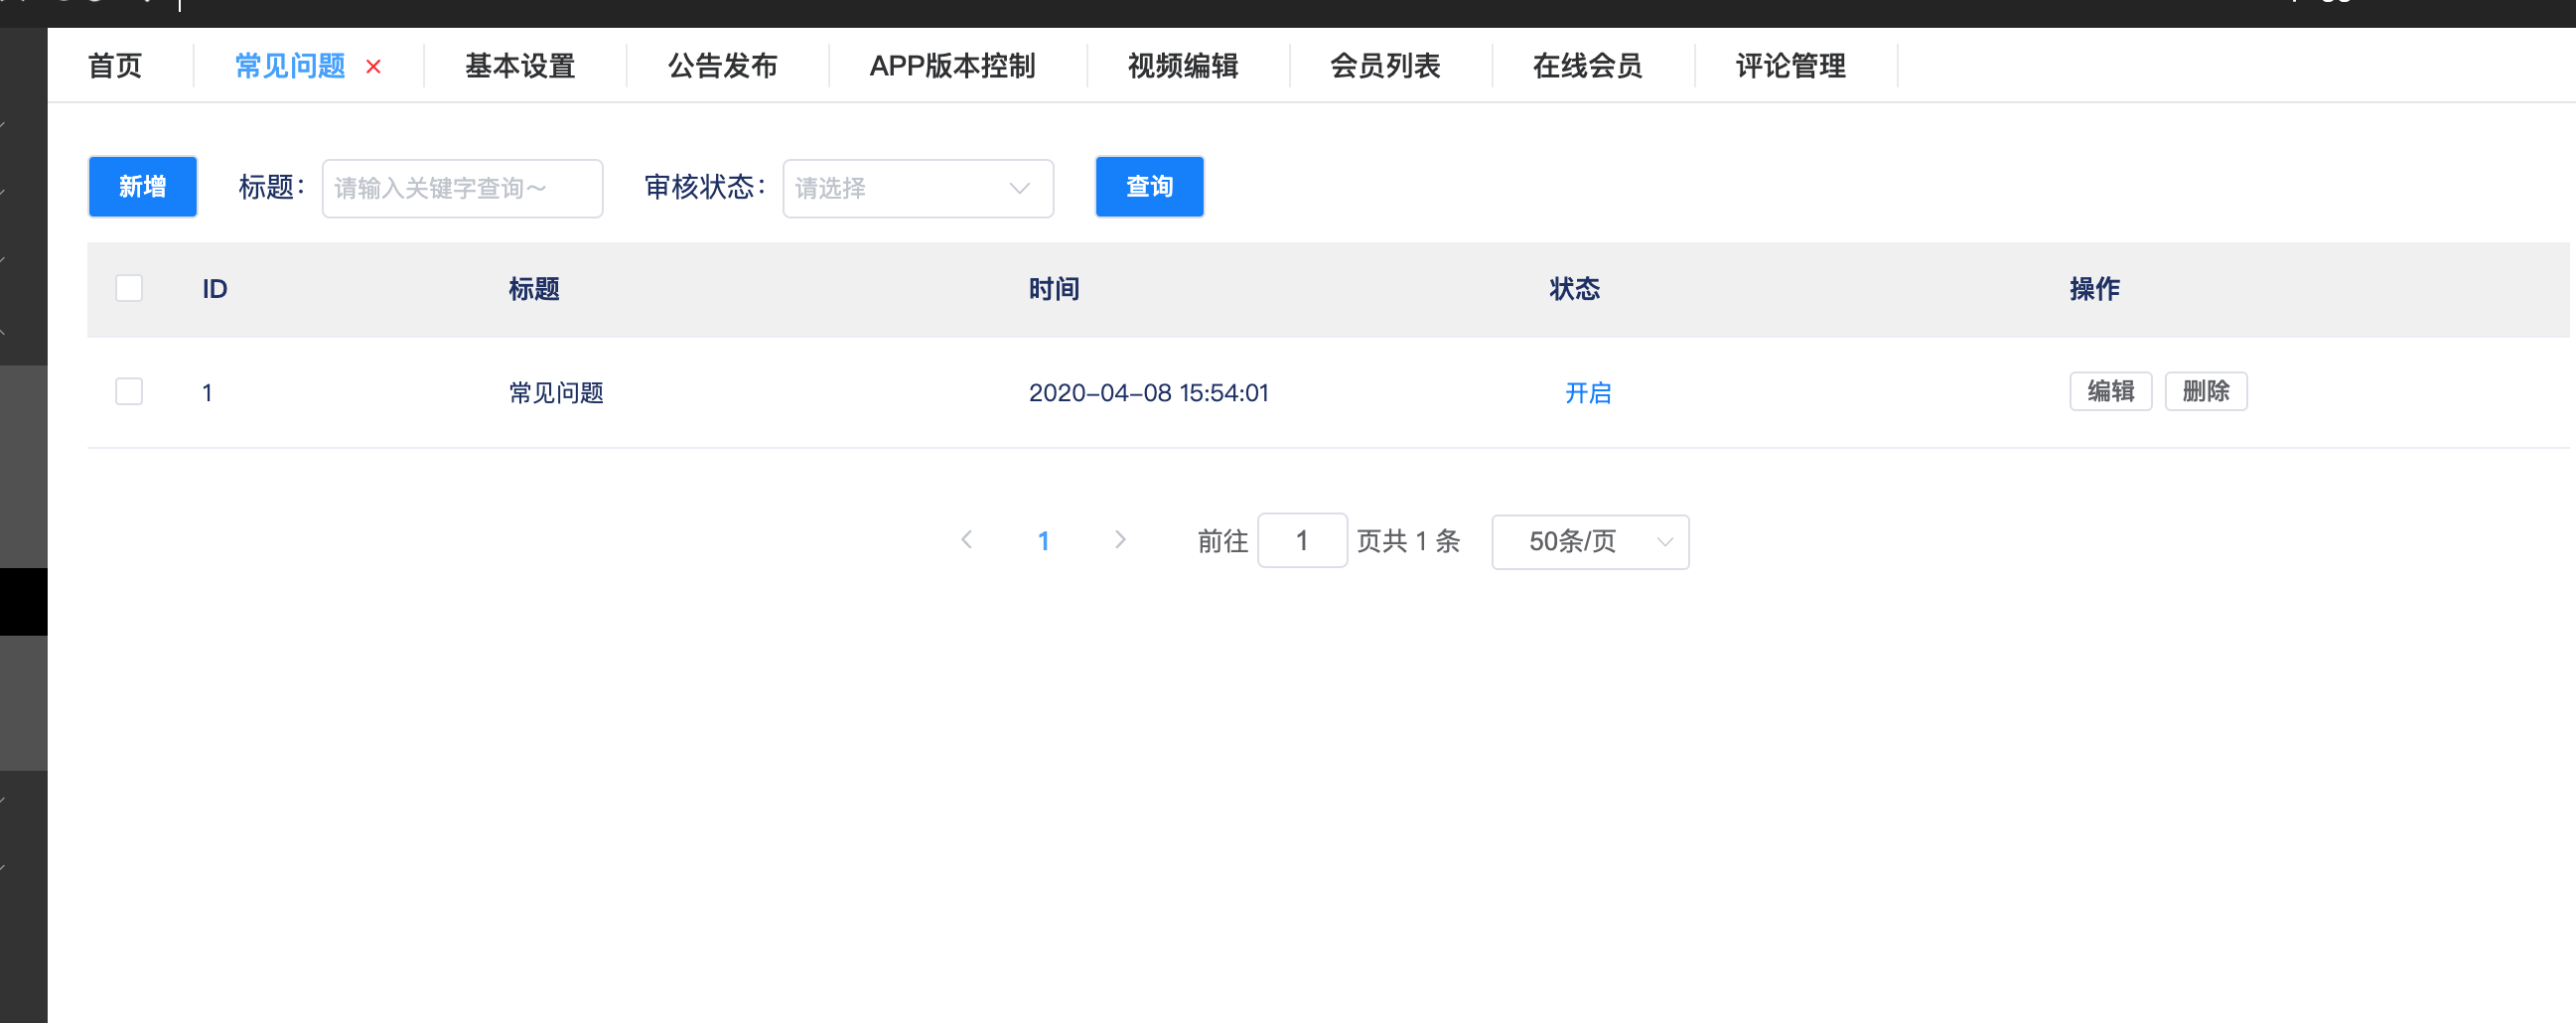 首页 常见问题 × 基本设置 公告发布 APP版本控制 视频编辑 会员列表 在线会员 评论管理
新增 标题： 请输入关键字查询～ 审核状态： 请选择 查询
ID 标题 时间 状态 操作
1 常见问题 2020-04-08 15:54:01 开启 编辑 删除
1 前往 1 页共 1 条 50条/页